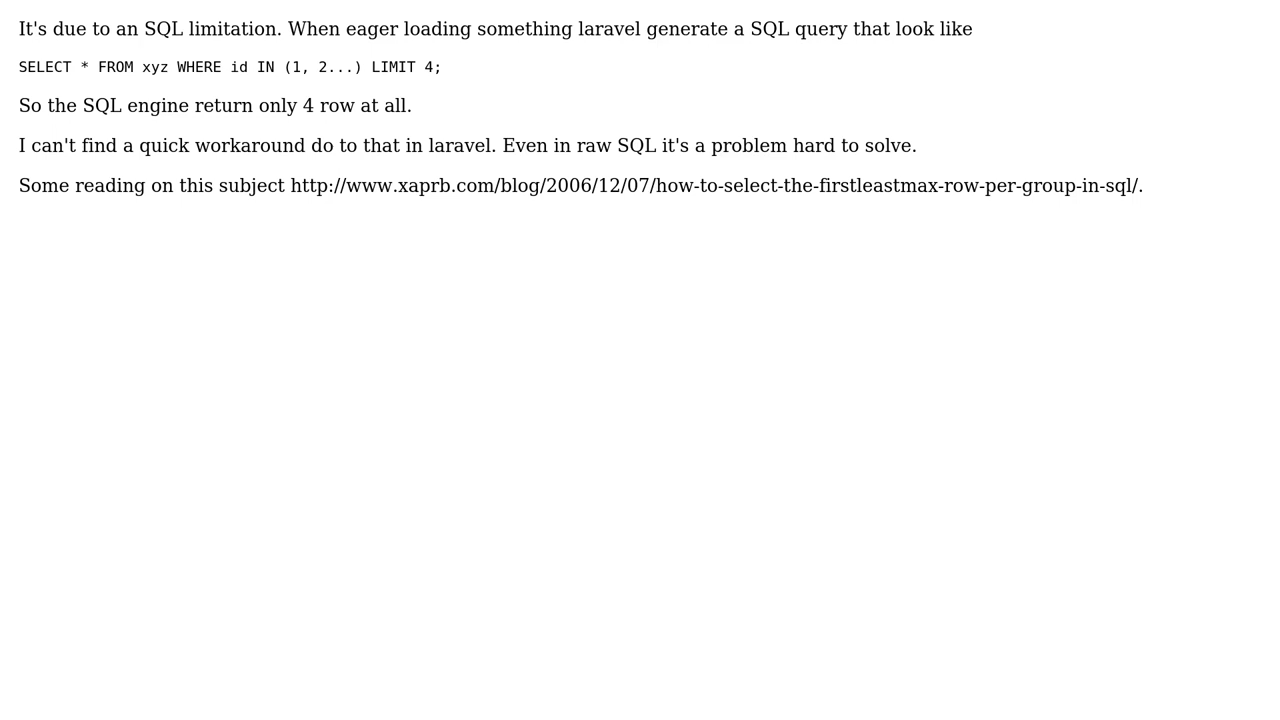 It's due to an SQL limitation. When eager loading something laravel generate a SQL query that look like
SELECT * FROM xyz WHERE id IN (1, 2...) LIMIT 4;
So the SQL engine return only 4 row at all.
I can't find a quick workaround do to that in laravel. Even in raw SQL it's a problem hard to solve.
Some reading on this subject http://www.xaprb.com/blog/2006/12/07/how-to-select-the-firstleastmax-row-per-group-in-sql/.